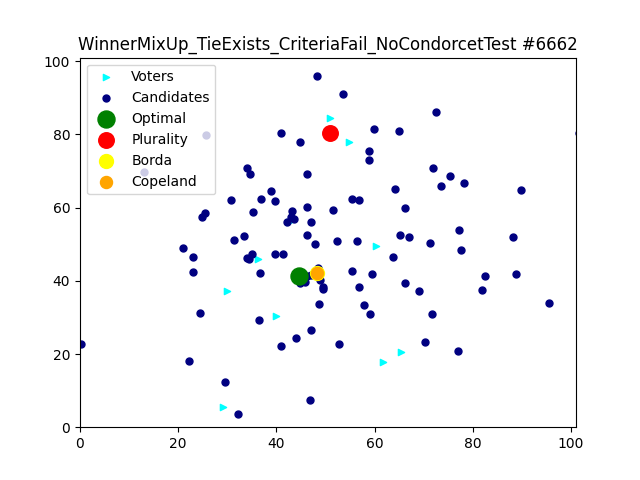 WinnerMixUp_TieExists_CriteriaFail_NoCondorcetTest #6662
Voters
Candidates
Optimal
Plurality
Borda
Copeland
100
80
60
40
20
0
0 20 40 60 80 100